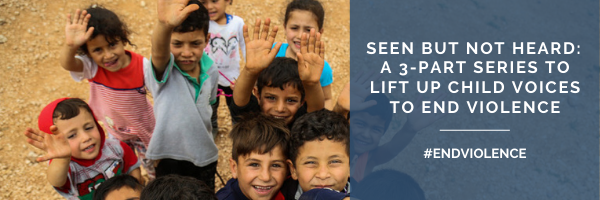 SEEN BUT NOT HEARD:
A 3-PART SERIES TO
LIFT UP CHILD VOICES
TO END VIOLENCE
#ENDVIOLENCE